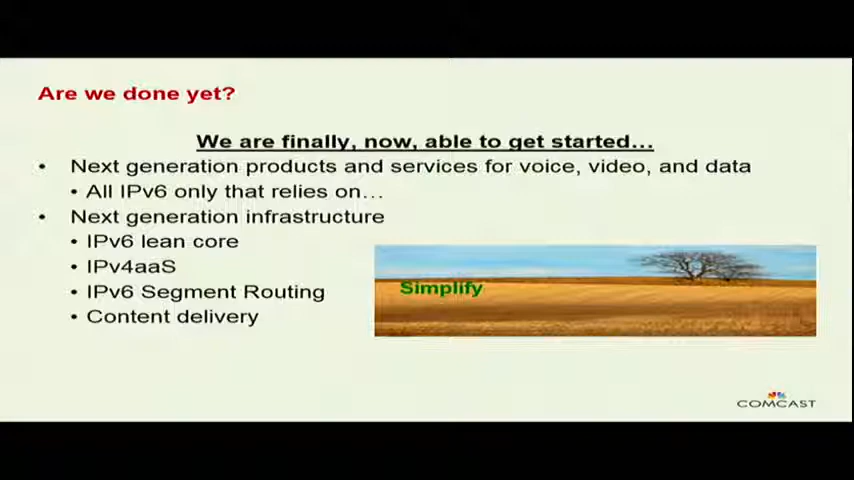 Are we done yet?
We are finally, now, able to get started...
• Next generation products and services for voice, video, and data
• All IPv6 only that relies on...
• Next generation infrastructure
• IPv6 lean core
• IPv4aaS
• IPv6 Segment Routing
• Content delivery
Simplify
COMCAST